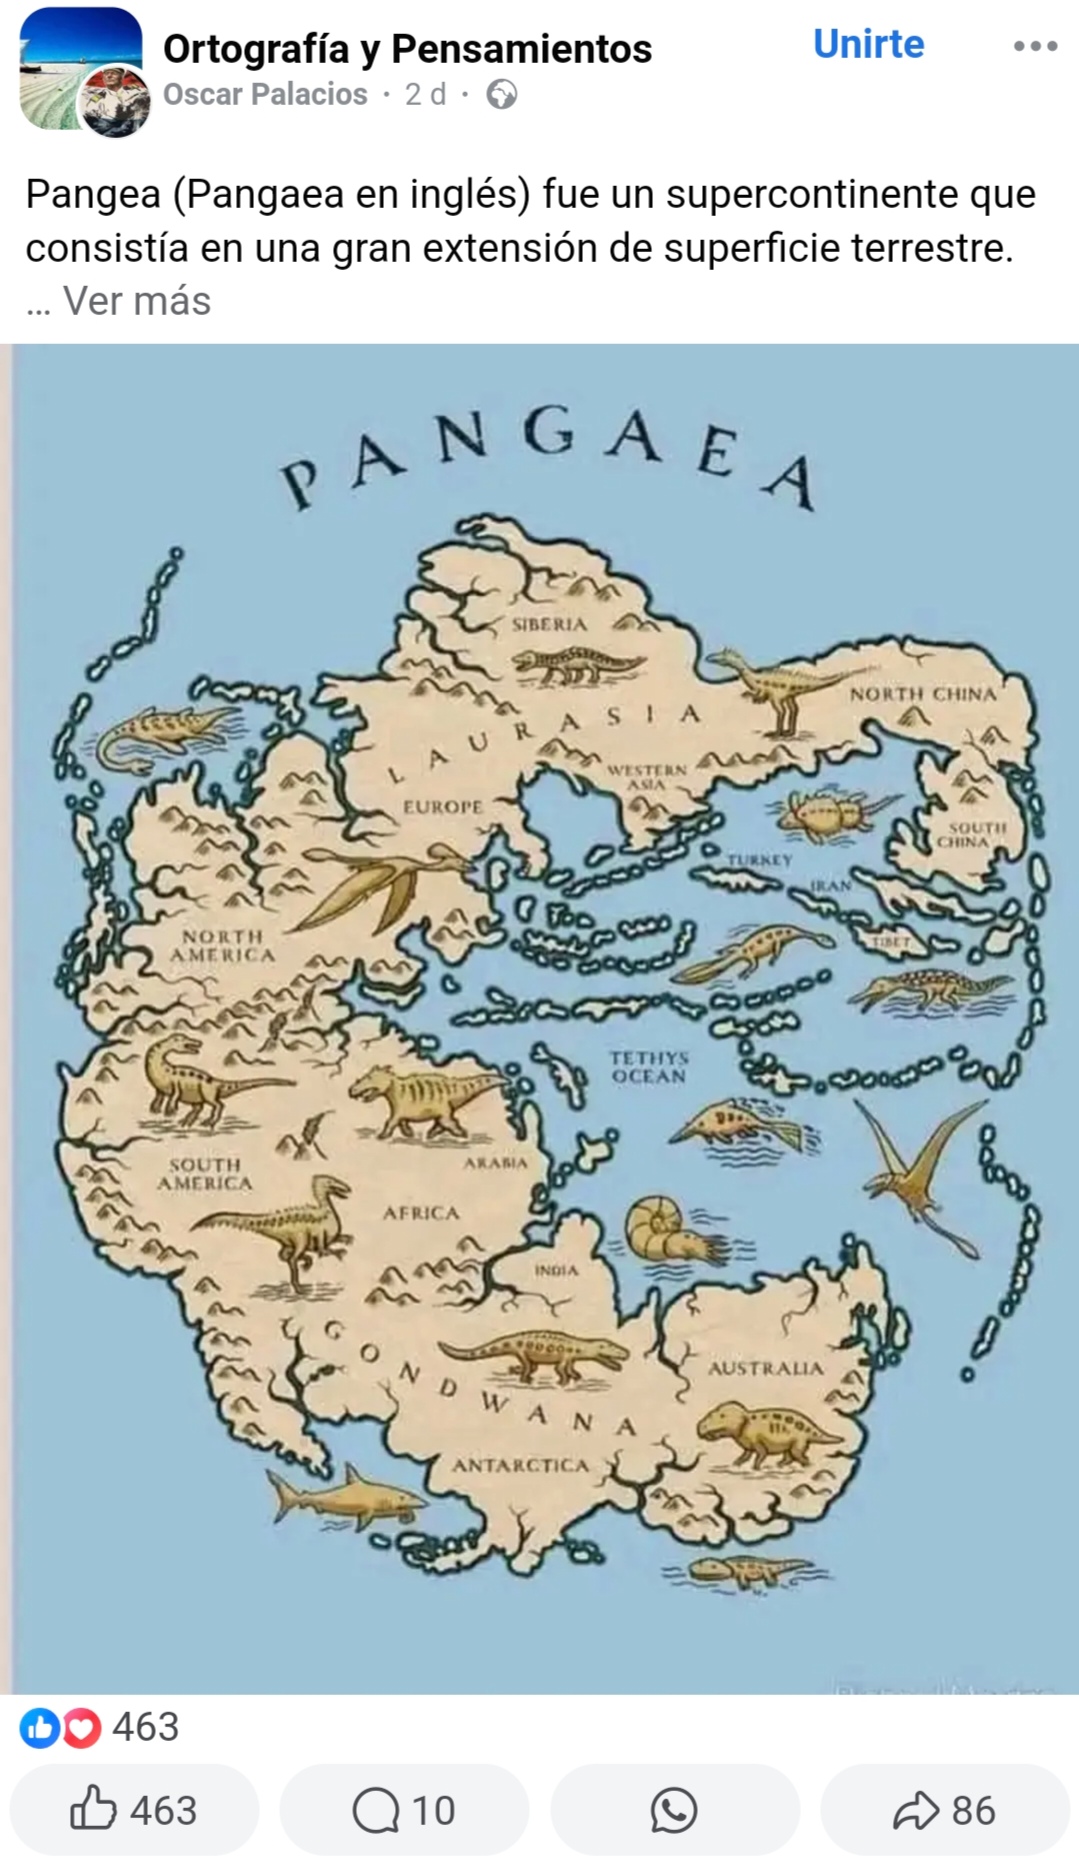 Ortografía y Pensamientos
Unirte
Oscar Palacios · 2 d ·
Pangea (Pangaea en inglés) fue un supercontinente que
consistía en una gran extensión de superficie terrestre.
... Ver más
PANGAEA
SIBERIA
NORTH CHINA
LAURASIA
WESTERN
ASIA
EUROPE
SOUTH
CHINA
TURKEY
IRAN
NORTH
AMERICA
TIBET
TETHYS
OCEAN
SOUTH
AMERICA
ARABIA
AFRICA
INDIA
GONDWANA
AUSTRALIA
ANTARCTICA
463
463
10
86